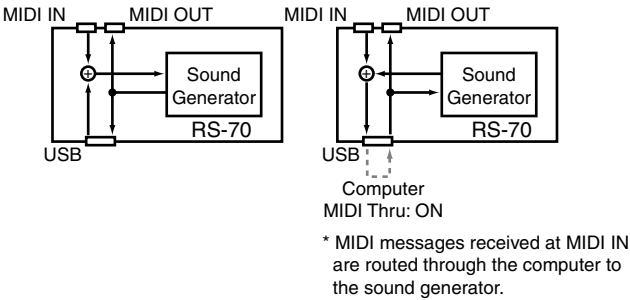 MIDI IN MIDI OUT
Sound
Generator
RS-70
USB
MIDI IN MIDI OUT
Sound
Generator
RS-70
USB
Computer
MIDI Thru: ON
* MIDI messages received at MIDI IN
are routed through the computer to
the sound generator.